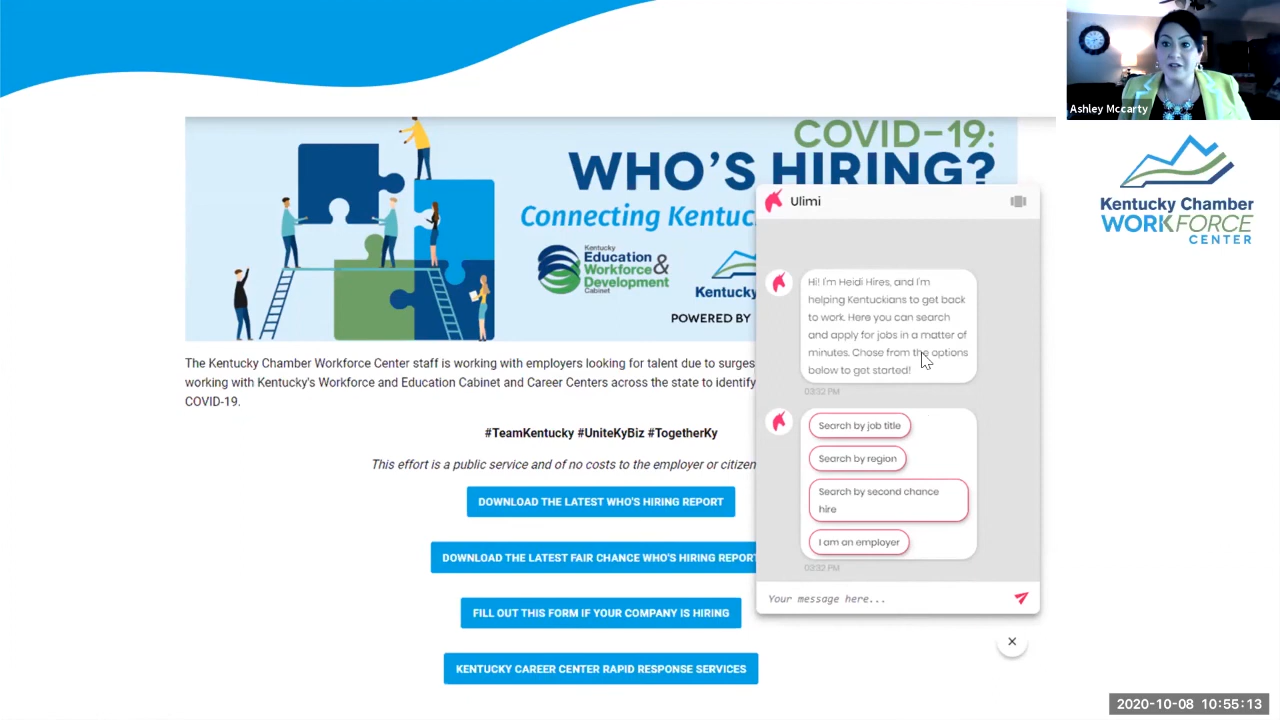 Ashley Mccarty
Kentucky Chamber
WORKFORCE
CENTER
COVID-19:
WHO'S HIRING?
Connecting Kentuc
Kentucky
Education
Workforce &
Development
Cabinet
Kentucky
POWERED BY
The Kentucky Chamber Workforce Center staff is working with employers looking for talent due to surges
working with Kentucky's Workforce and Education Cabinet and Career Centers across the state to identify
COVID-19.
#TeamKentucky #UniteKyBiz #TogetherKy
This effort is a public service and of no costs to the employer or citizen
DOWNLOAD THE LATEST WHO'S HIRING REPORT
DOWNLOAD THE LATEST FAIR CHANCE WHO'S HIRING REPORT
FILL OUT THIS FORM IF YOUR COMPANY IS HIRING
KENTUCKY CAREER CENTER RAPID RESPONSE SERVICES
Ulimi
Hi! I'm Heidi Hires, and I'm
helping Kentuckians to get back
to work. Here you can search
and apply for jobs in a matter of
minutes. Chose from the options
below to get started!
03:32 PM
Search by job title
Search by region
Search by second chance
hire
I am an employer
03:32 PM
Your message here...
2020-10-08 10:55:13